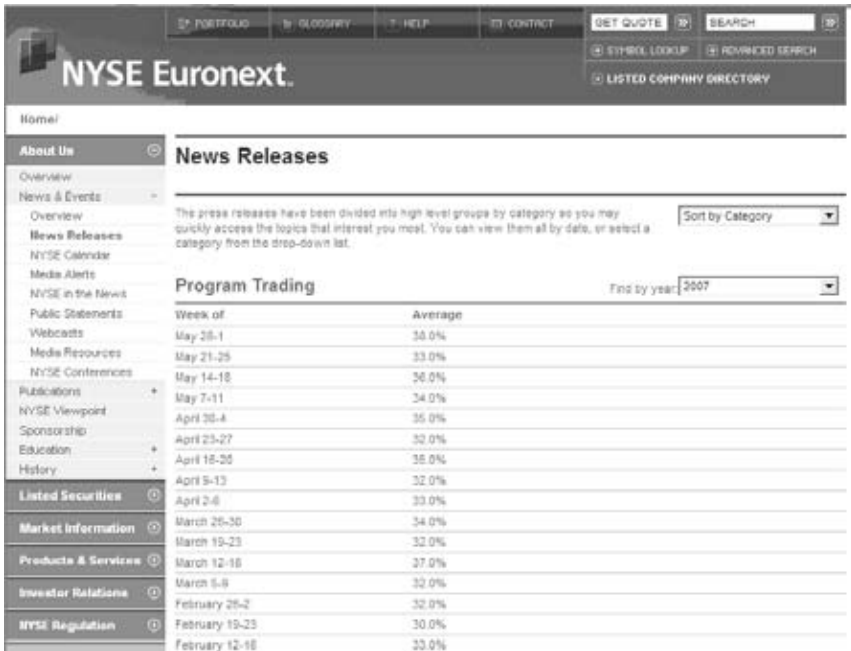 PORTFOLIO GLOSSARY ? HELP CONTACT GET QUOTE SEARCH
SYMBOL LOOKUP ADVANCED SEARCH
LISTED COMPANY DIRECTORY
NYSE Euronext.
Home/
About Us
Overview
News & Events -
Overview
News Releases
NYSE Calendar
Media Alerts
NYSE in the News
Public Statements
Webcasts
Media Resources
NYSE Conferences
Publications +
NYSE Viewpoint
Sponsorship
Education +
History +
Listed Securities
Market Information
Products & Services
Investor Relations
NYSE Regulation
News Releases
The press releases have been divided into high level groups by category so you may
quickly access the topics that interest you most. You can view them all by date, or select a
category from the drop-down list.
Sort by Category
Program Trading
Find by year: 2007
Week of Average
May 28-1 38.0%
May 21-25 33.0%
May 14-18 36.0%
May 7-11 34.0%
April 30-4 35.0%
April 23-27 32.0%
April 16-20
April 9-13 32.0%
April 2-6 33.0%
March 26-30 34.0%
March 19-23 32.0%
March 12-16 37.0%
March 5-9 32.0%
February 26-2 32.0%
February 19-23 30.0%
February 12-16 33.0%